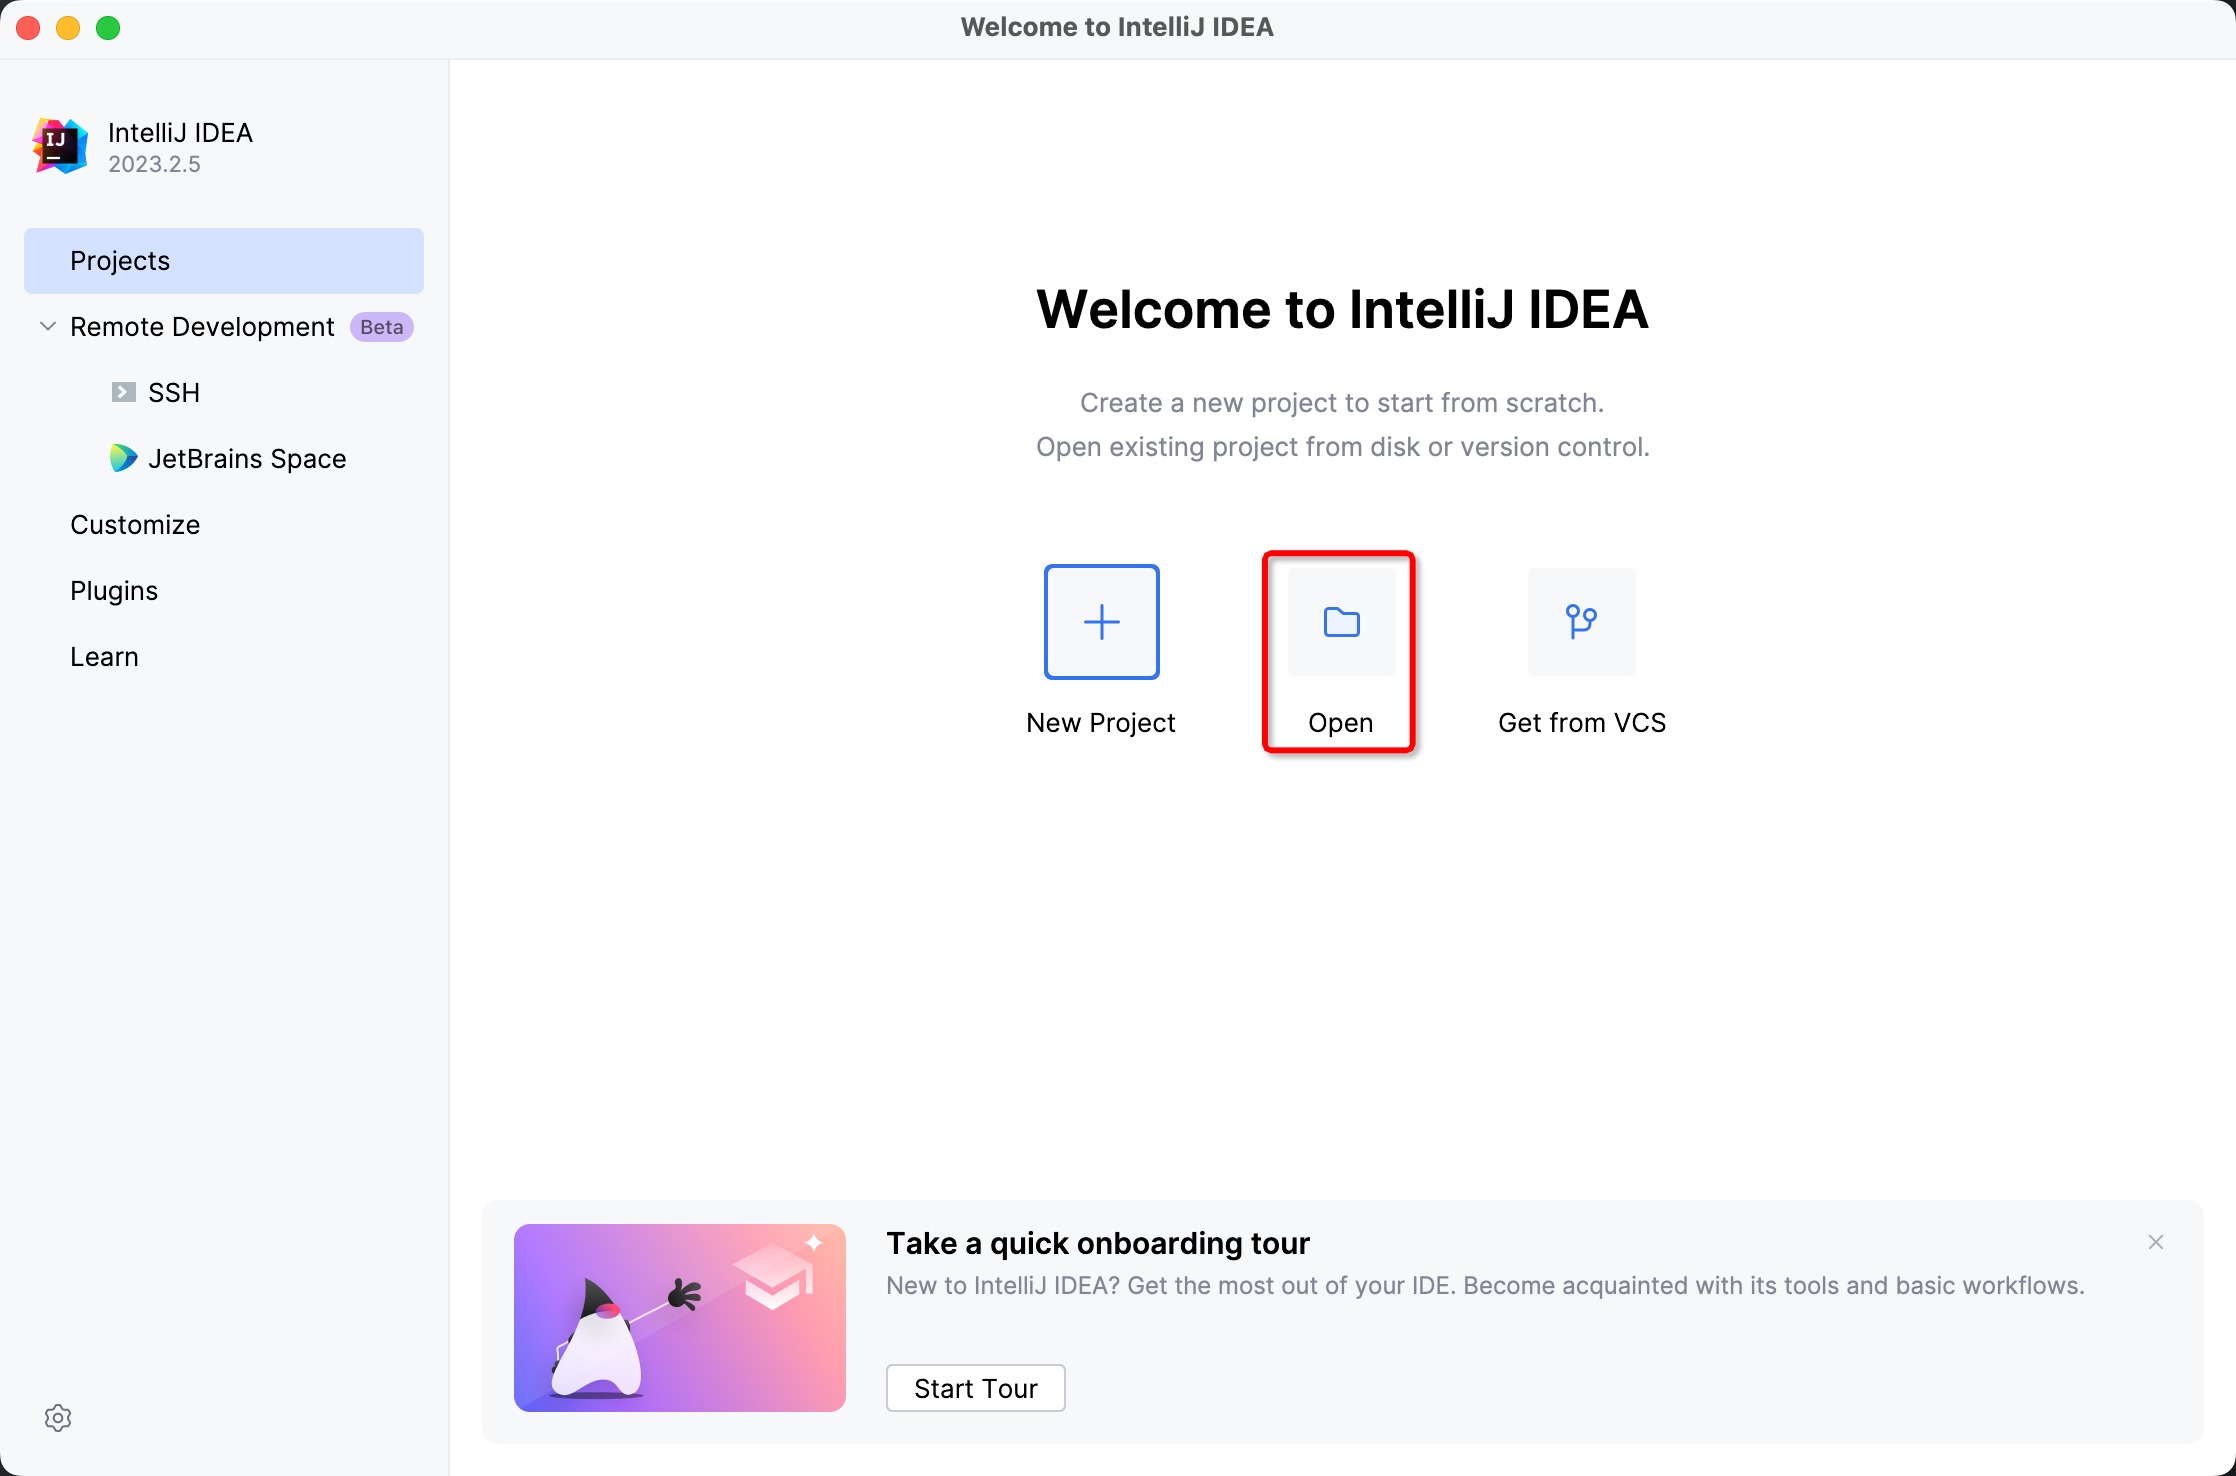 Welcome to IntelliJ IDEA
IJ
IntelliJ IDEA
2023.2.5
Projects
Remote Development Beta
SSH
JetBrains Space
Customize
Plugins
Learn
Welcome to IntelliJ IDEA
Create a new project to start from scratch.
Open existing project from disk or version control.
New Project
Open
Get from VCS
Take a quick onboarding tour
New to IntelliJ IDEA? Get the most out of your IDE. Become acquainted with its tools and basic workflows.
Start Tour